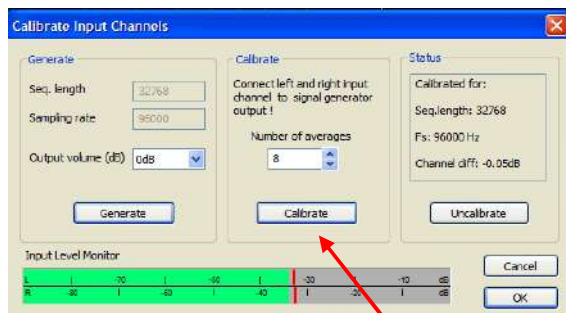 Calibrate Input Channels
Generate
Seq. length
32768
Sampling rate
96000
Output volume (dB)
0dB
Generate
Calibrate
Connect left and right input
channel to signal generator
output !
Number of averages
8
Calibrate
Status
Calibrated for:
Seq.length: 32768
Fs: 96000 Hz
Channel diff: -0.05dB
Uncalibrate
Input Level Monitor
L -70 -30 -10 dB
R -80 -60 -40 dB
Cancel
OK